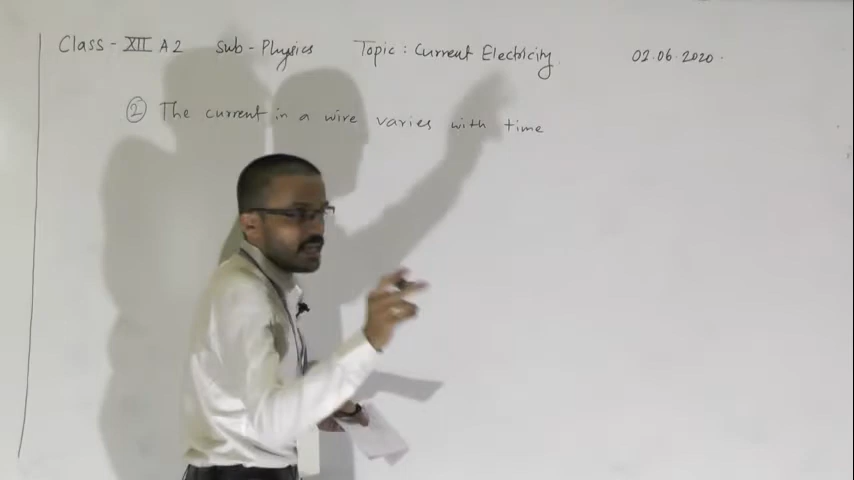 Class - XII A2 Sub - Physics Topic : Current Electricity 02.06.2020.
② The current in a wire varies with time